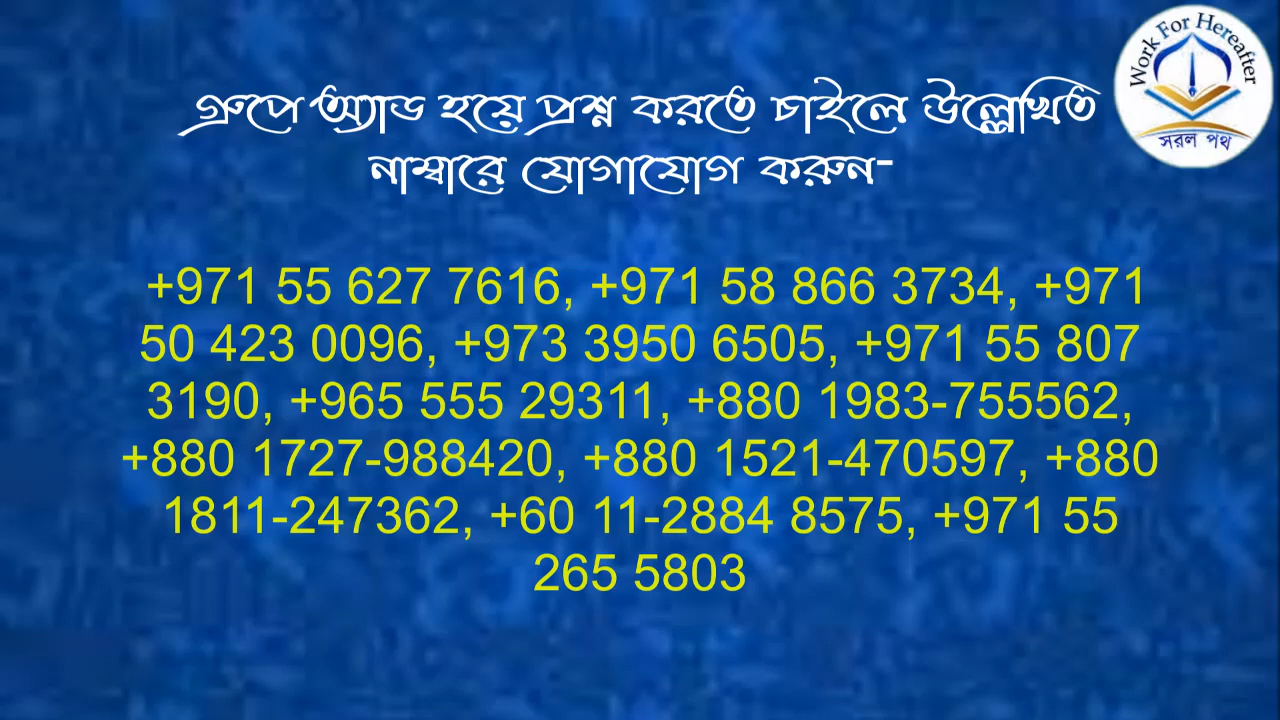 গ্রুপে অ্যাড হয়ে প্রশ্ন করতে চাইলে উল্লেখিত
নাম্বারে যোগাযোগ করুন-
+971 55 627 7616, +971 58 866 3734, +971
50 423 0096, +973 3950 6505, +971 55 807
3190, +965 555 29311, +880 1983-755562,
+880 1727-988420, +880 1521-470597, +880
1811-247362, +60 11-2884 8575, +971 55
265 5803
Work For Hereafter
সরল পথ